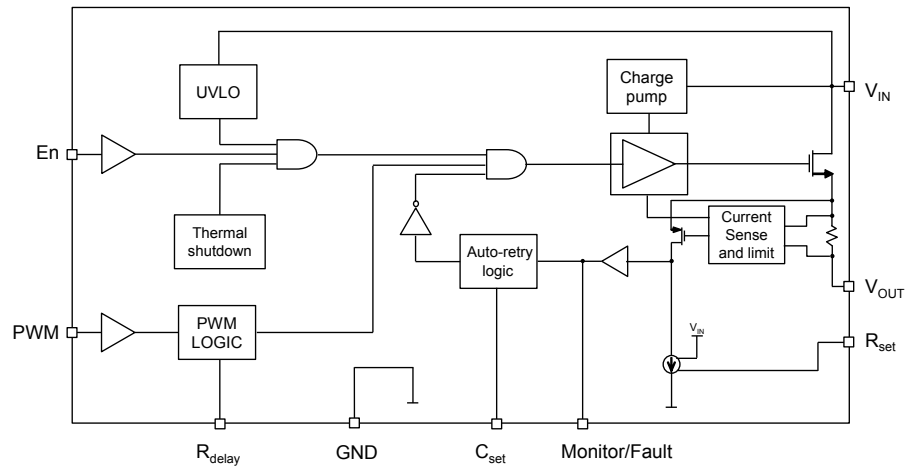 UVLO
Charge
pump
V_IN
En
Thermal
shutdown
Current
Sense
and limit
Auto-retry
logic
V_OUT
PWM
PWM
LOGIC
V_IN
R_set
R_delay
GND
C_set
Monitor/Fault